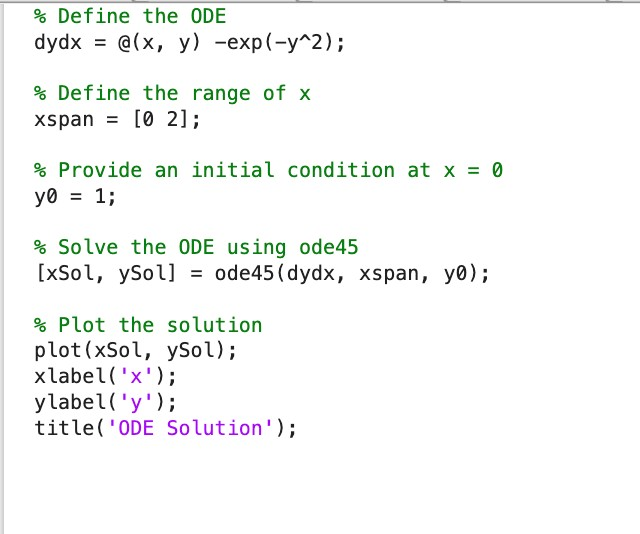 % Define the ODE
dydx = @(x, y) -exp(-y^2);
% Define the range of x
xspan = [0 2];
% Provide an initial condition at x = 0
y0 = 1;
% Solve the ODE using ode45
[xSol, ySol] = ode45(dydx, xspan, y0);
% Plot the solution
plot(xSol, ySol);
xlabel('x');
ylabel('y');
title('ODE Solution');